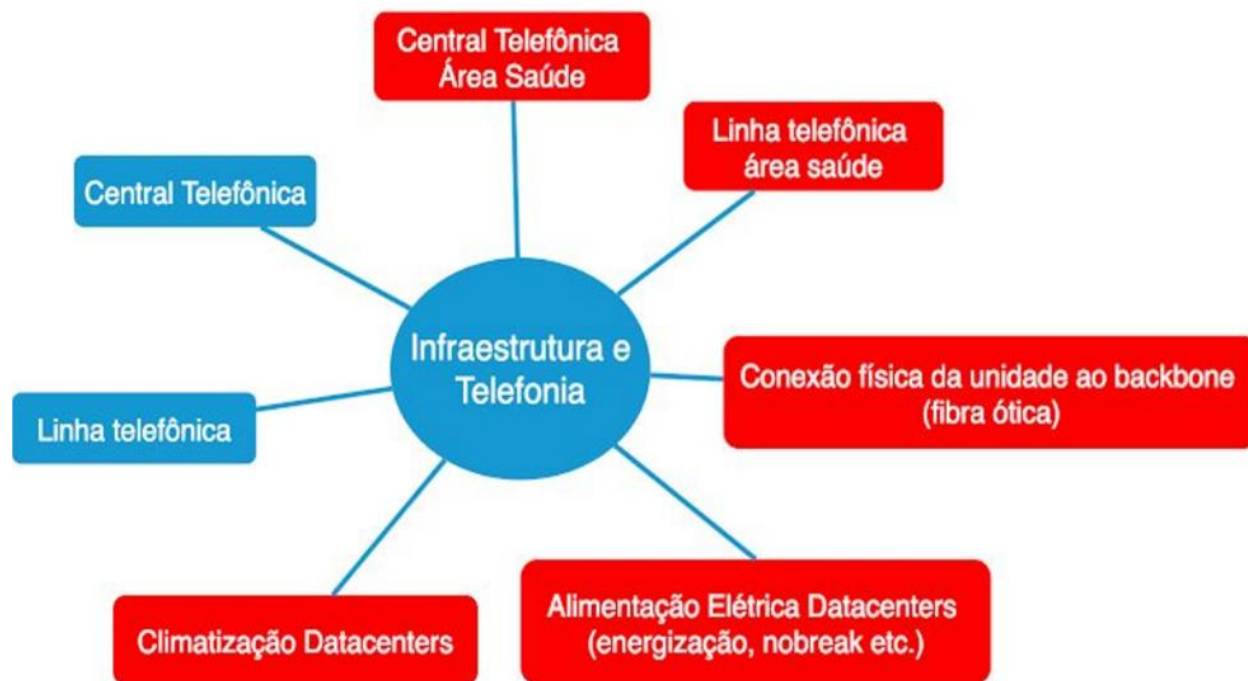 Central Telefônica
Área Saúde
Linha telefônica
área saúde
Central Telefônica
Infraestrutura e
Telefonia
Conexão física da unidade ao backbone
(fibra ótica)
Linha telefônica
Alimentação Elétrica Datacenters
(energização, nobreak etc.)
Climatização Datacenters